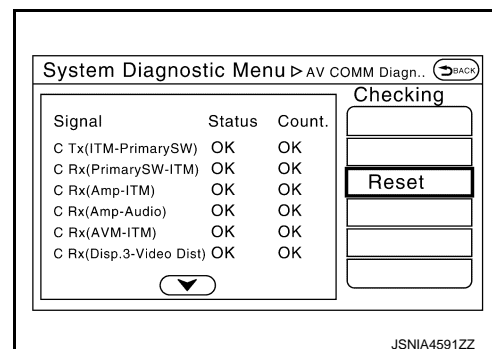 System Diagnostic Menu ▷ AV COMM Diagn.. BACK
Checking
Signal Status Count.
C Tx(ITM-PrimarySW) OK OK
C Rx(PrimarySW-ITM) OK OK
C Rx(Amp-ITM) OK OK
Reset
C Rx(Amp-Audio) OK OK
C Rx(AVM-ITM) OK OK
C Rx(Disp.3-Video Dist) OK OK
JSNIA4591ZZ